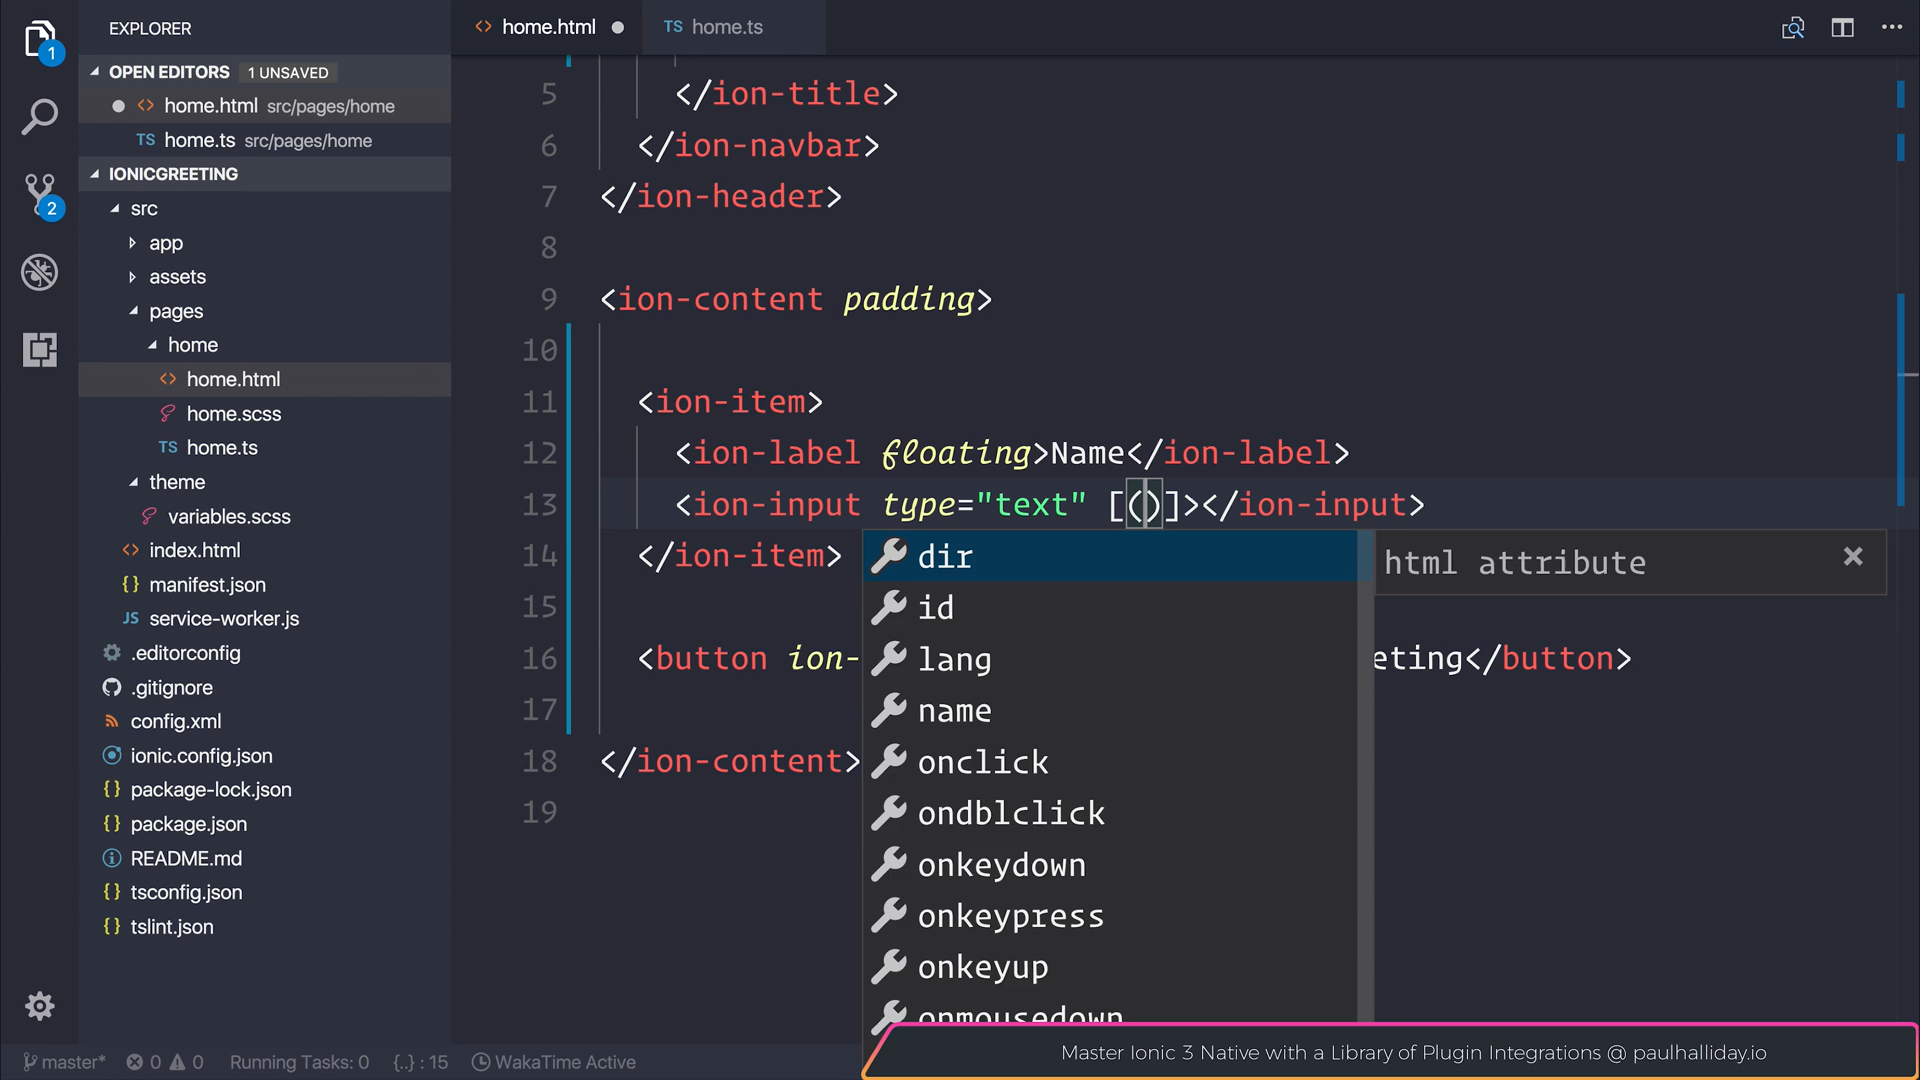 EXPLORER
OPEN EDITORS 1 UNSAVED
home.html src/pages/home
TS home.ts src/pages/home
IONICGREETING
src
app
assets
pages
home
home.html
home.scss
TS home.ts
theme
variables.scss
index.html
{} manifest.json
JS service-worker.js
.editorconfig
.gitignore
config.xml
ionic.config.json
{} package-lock.json
{} package.json
README.md
{} tsconfig.json
{} tslint.json
1
2
<> home.html
TS home.ts
5 </ion-title>
6 </ion-navbar>
7 </ion-header>
8
9 <ion-content padding>
10
11 <ion-item>
12 <ion-label floating>Name</ion-label>
13 <ion-input type="text" [()]></ion-input>
14 </ion-item>
15
16 <button ion- eting</button>
17
18 </ion-content>
19
dir
id
lang
name
onclick
ondblclick
onkeydown
onkeypress
onkeyup
onmousedown
html attribute
master* 0 0 Running Tasks: 0 {..} : 15 WakaTime Active
Master Ionic 3 Native with a Library of Plugin Integrations @ paulhalliday.io